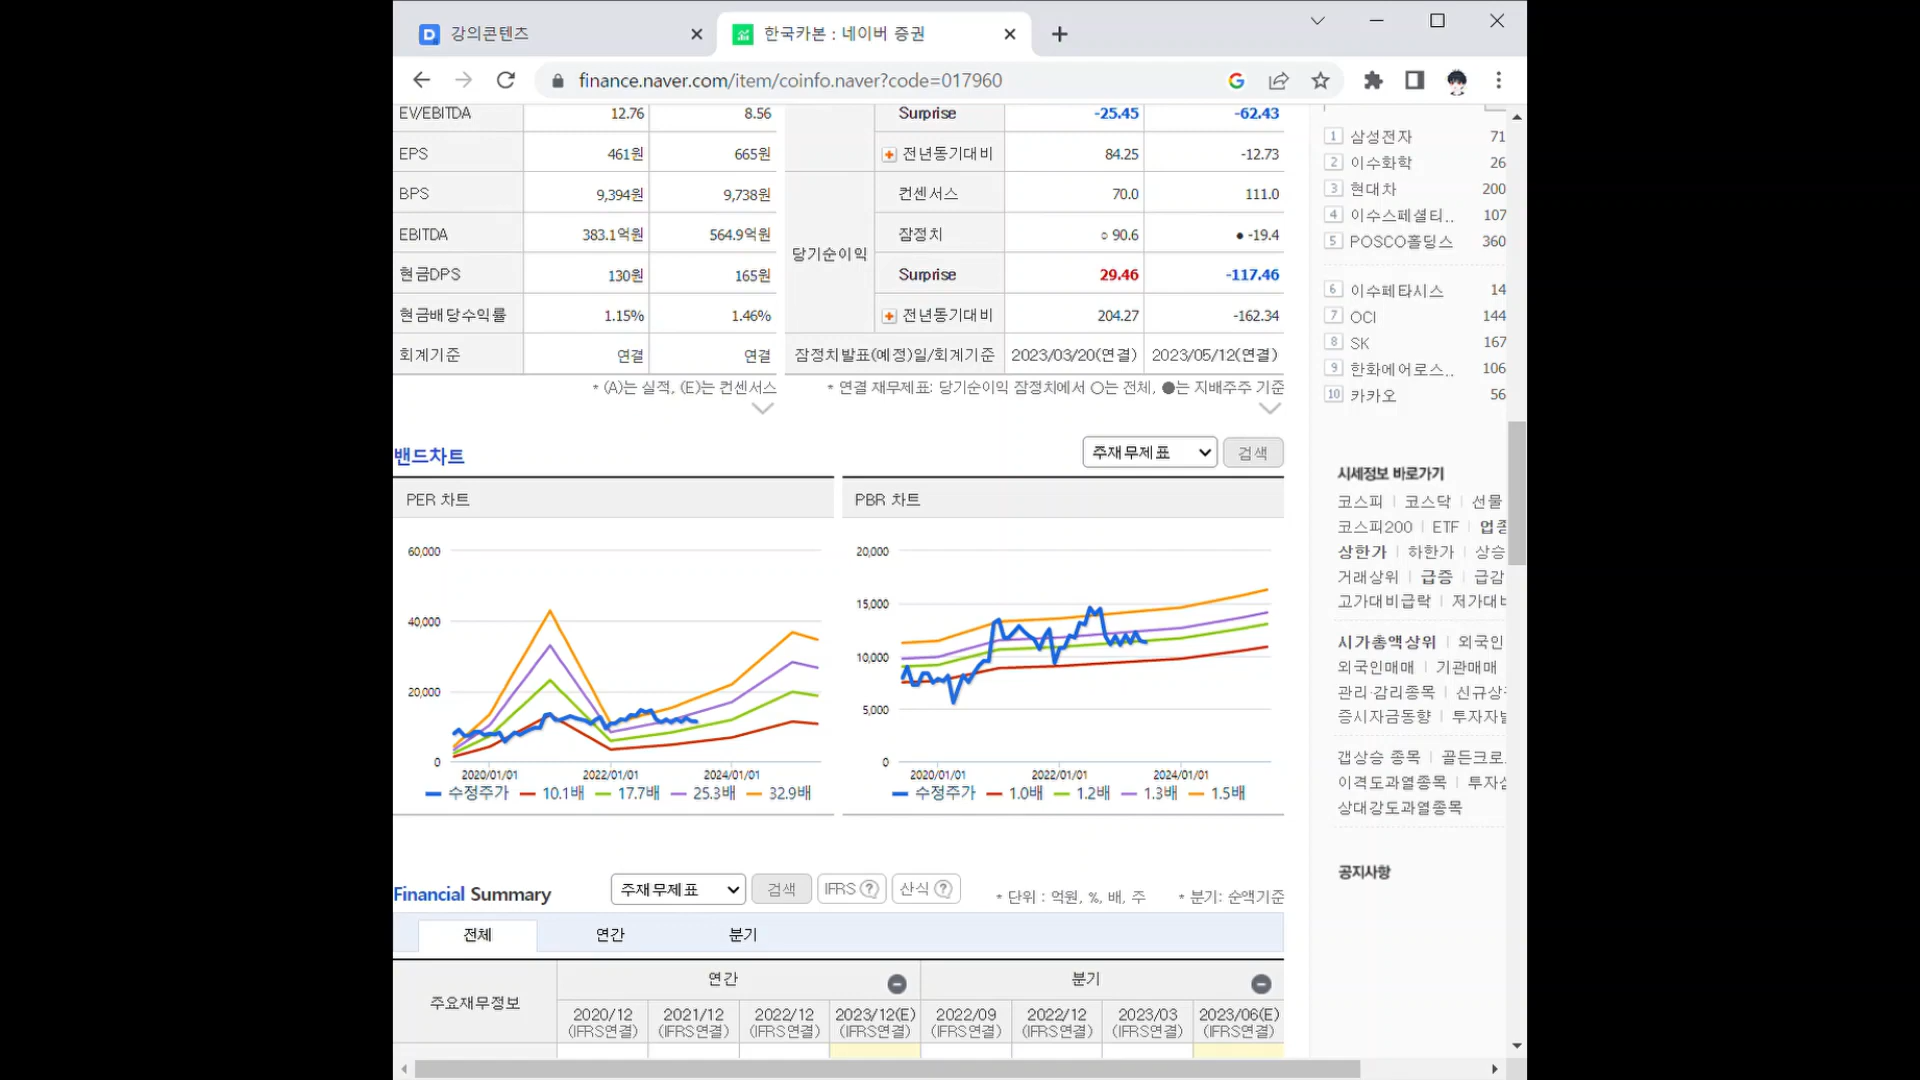 강의콘텐츠
한국카본 : 네이버 증권
finance.naver.com/item/coinfo.naver?code=017960
EV/EBITDA 12.76 8.56
EPS 461원 665원
BPS 9,394원 9,738원
EBITDA 383.1억원 564.9억원
현금DPS 130원 165원
현금배당수익률 1.15% 1.46%
회계기준 연결 연결
* (A)는 실적, (E)는 컨센서스
Surprise -25.45 -62.43
전년동기대비 84.25 -12.73
당기순이익
컨센서스 70.0 111.0
잠정치 ○ 90.6 ● -19.4
Surprise 29.46 -117.46
전년동기대비 204.27 -162.34
잠정치발표(예정)일/회계기준 2023/03/20(연결) 2023/05/12(연결)
* 연결 재무제표: 당기순이익 잠정치에서 ○는 전체, ●는 지배주주 기준
밴드차트
주재무제표 검색
PER 차트
60,000
40,000
20,000
0
2020/01/01 2022/01/01 2024/01/01
수정주가 10.1배 17.7배 25.3배 32.9배
PBR 차트
20,000
15,000
10,000
5,000
0
2020/01/01 2022/01/01 2024/01/01
수정주가 1.0배 1.2배 1.3배 1.5배
Financial Summary
주재무제표 검색 IFRS ? 산식 ?
* 단위 : 억원, %, 배, 주 * 분기: 순액기준
전체 연간 분기
주요재무정보 연간 분기
2020/12 2021/12 2022/12 2023/12(E) 2022/09 2022/12 2023/03 2023/06(E)
(IFRS연결) (IFRS연결) (IFRS연결) (IFRS연결) (IFRS연결) (IFRS연결) (IFRS연결) (IFRS연결)
1 삼성전자 71
2 이수화학 26
3 현대차 200
4 이수스페셜티.. 107
5 POSCO홀딩스 360
6 이수페타시스 14
7 OCI 144
8 SK 167
9 한화에어로스.. 106
10 카카오 56
시세정보 바로가기
코스피 코스닥 선물
코스피200 ETF 업종
상한가 하한가 상승
거래상위 급증 급감
고가대비급락 저가대비
시가총액상위 외국인
외국인매매 기관매매
관리·감리종목 신규상
증시자금동향 투자자별
갭상승 종목 골든크로
이격도과열종목 투자심
상대강도과열종목
공지사항